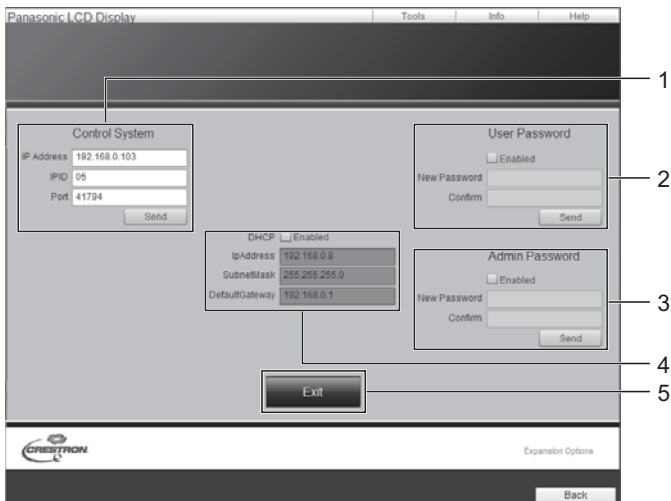 Panasonic LCD Display Tools Info Help
1
Control System
IP Address 192.168.0.103
IPID 05
Port 41794
Send
User Password
Enabled
New Password
Confirm
Send
2
DHCP Enabled
IpAddress 192.168.0.8
SubnetMask 255.255.255.0
DefaultGateway 192.168.0.1
Admin Password
Enabled
New Password
Confirm
Send
3
4
Exit
5
CRESTRON
Expansion Options
Back